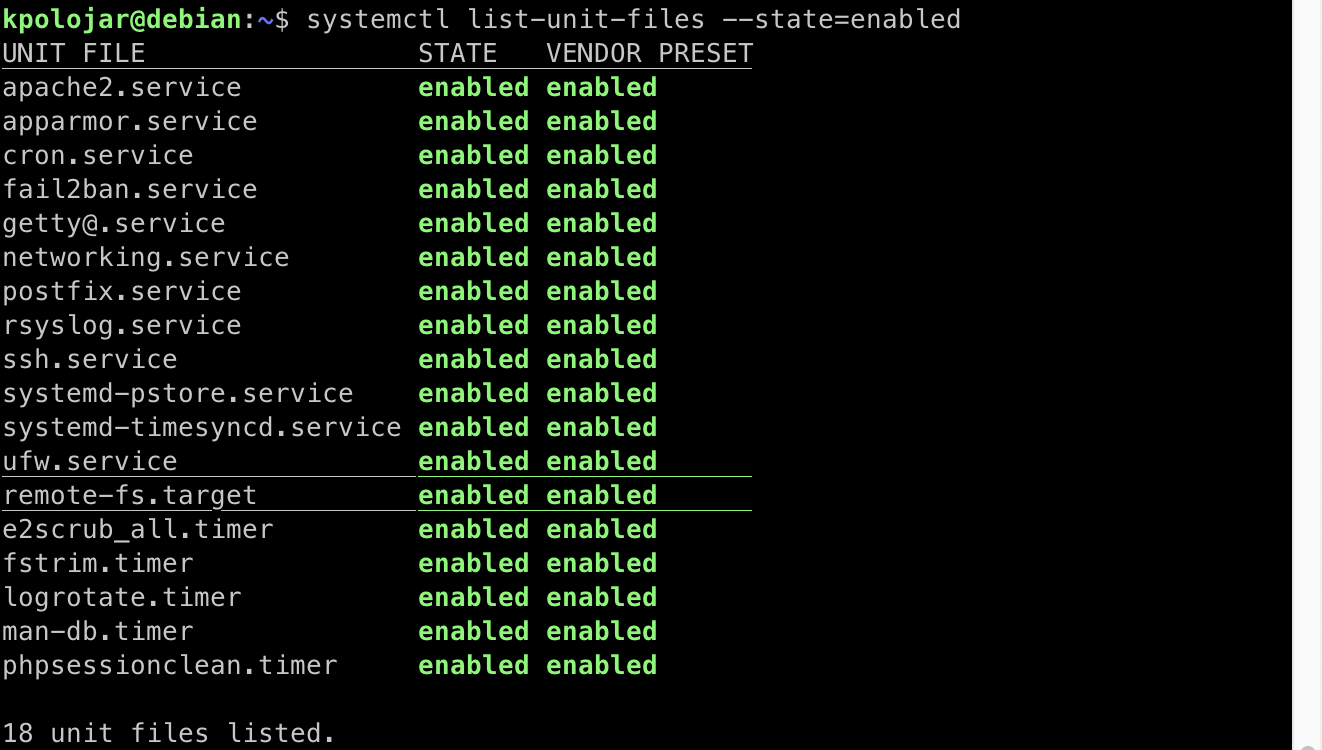 kpolojar@debian:~$ systemctl list-unit-files --state=enabled
UNIT FILE STATE VENDOR PRESET
apache2.service enabled enabled
apparmor.service enabled enabled
cron.service enabled enabled
fail2ban.service enabled enabled
getty@.service enabled enabled
networking.service enabled enabled
postfix.service enabled enabled
rsyslog.service enabled enabled
ssh.service enabled enabled
systemd-pstore.service enabled enabled
systemd-timesyncd.service enabled enabled
ufw.service enabled enabled
remote-fs.target enabled enabled
e2scrub_all.timer enabled enabled
fstrim.timer enabled enabled
logrotate.timer enabled enabled
man-db.timer enabled enabled
phpsessionclean.timer enabled enabled
18 unit files listed.